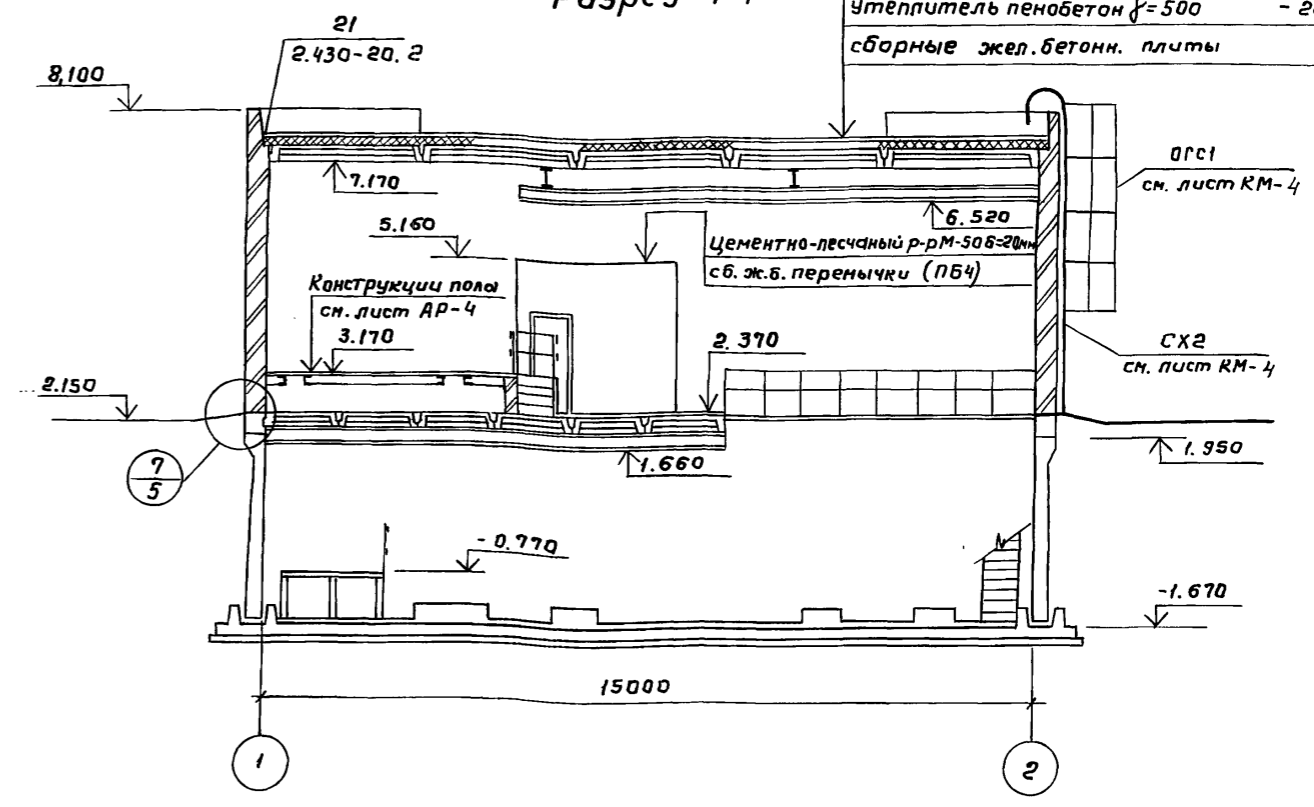 Разрез
Утеплитель пенобетон γ=500
сборные жел.бетонн. плиты
21
2.430-20.2
8,100
7.170
ОГС1
см. лист КМ-4
6.520
5.160
Цементно-песчаный р-р М-50 δ=20мм
сб.ж.б. перемычки (ПБ4)
Конструкции пола
см. лист АР-4
3.170
2.370
СХ2
см. лист КМ-4
2.150
1.660
1.950
7
5
-0.770
-1.670
15000
1
2